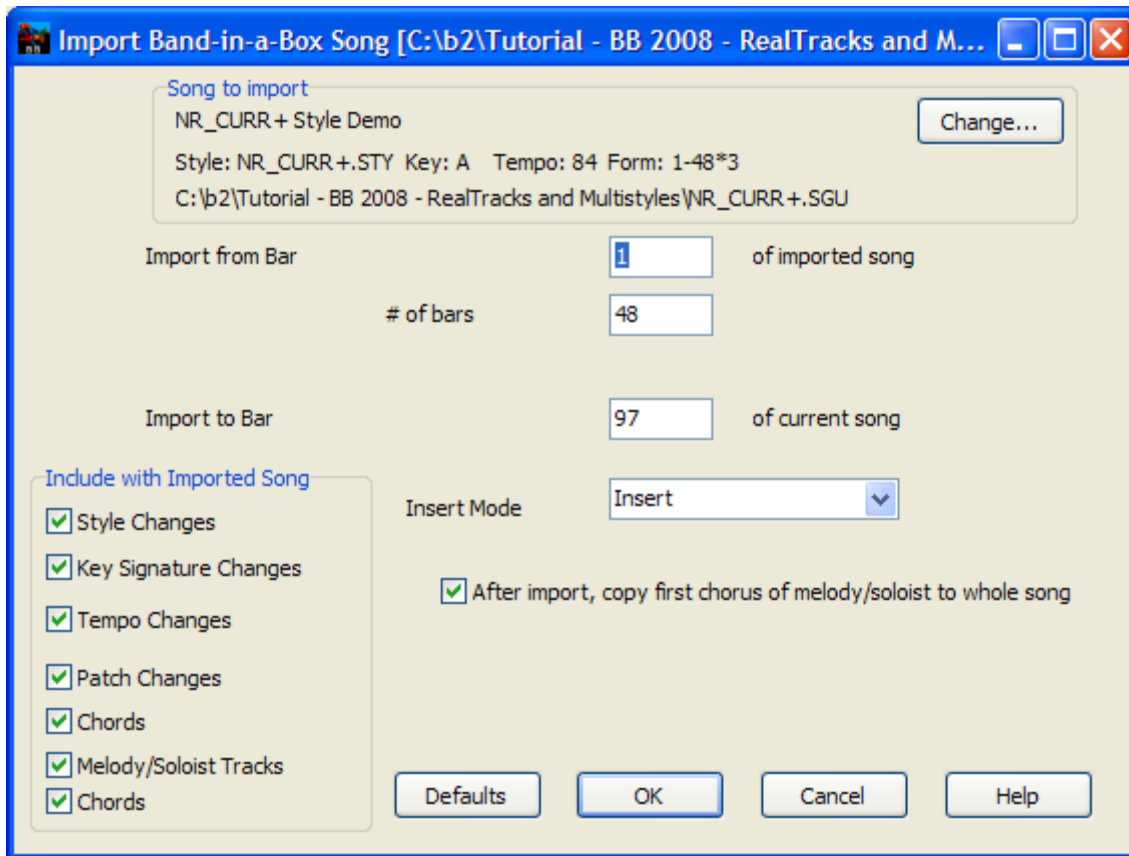 Import Band-in-a-Box Song [C:\b2\Tutorial - BB 2008 - RealTracks and M...
Song to import
NR_CURR+ Style Demo
Change...
Style: NR_CURR+.STY Key: A Tempo: 84 Form: 1-48*3
C:\b2\Tutorial - BB 2008 - RealTracks and Multistyles\NR_CURR+.SGU
Import from Bar 1 of imported song
# of bars 48
Import to Bar 97 of current song
Include with Imported Song
Insert Mode Insert
Style Changes
Key Signature Changes
After import, copy first chorus of melody/soloist to whole song
Tempo Changes
Patch Changes
Chords
Melody/Soloist Tracks
Chords
Defaults OK Cancel Help